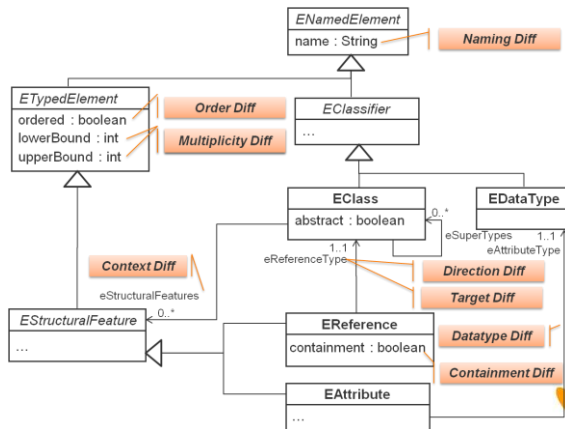 ENamedElement
name : String
Naming Diff
ETypedElement
ordered : boolean
lowerBound : int
upperBound : int
Order Diff
Multiplicity Diff
EClassifier
...
EClass
abstract : boolean
0..*
eSuperTypes
EDataType
1..1
eAttributeType
1..1
eReferenceType
Context Diff
eStructuralFeatures
0..*
Direction Diff
Target Diff
EStructuralFeature
...
EReference
containment : boolean
Datatype Diff
Containment Diff
EAttribute
...